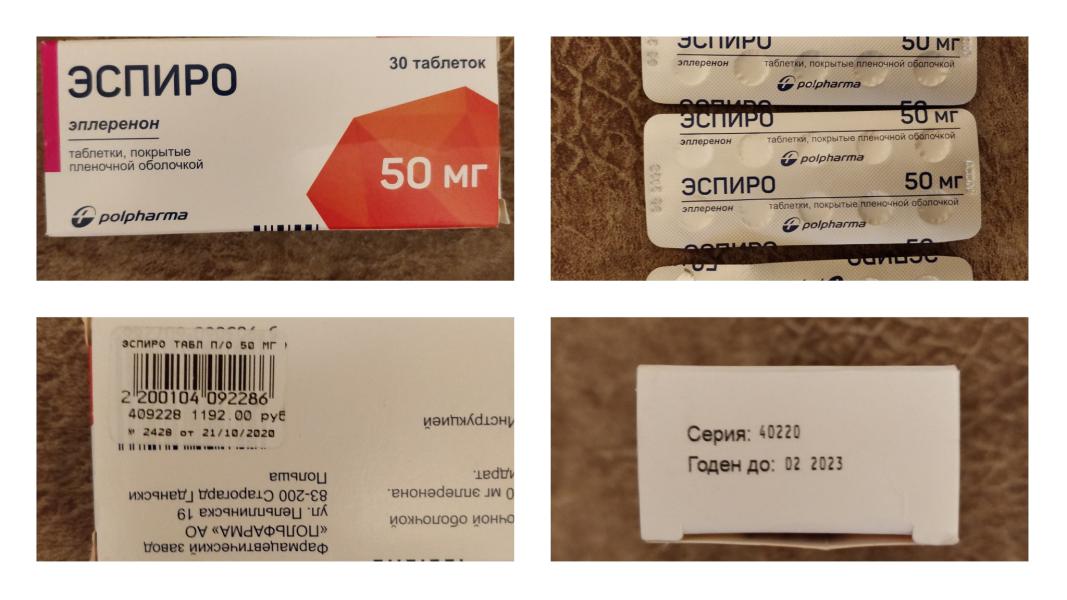 ЭСПИРО
30 таблеток
эплеренон
таблетки, покрытые
пленочной оболочкой
50 мг
polpharma
ЭСПИРО 50 мг
эплеренон таблетки, покрытые пленочной оболочкой
polpharma
ЭСПИРО 50 мг
эплеренон таблетки, покрытые пленочной оболочкой
polpharma
ЭСПИРО 50 мг
эплеренон таблетки, покрытые пленочной оболочкой
polpharma
ЭСПИРО 50
ЭСПИРО ТАБЛ П/О 50 МГ
2 200104 092286
409228 1192.00 руб
№ 2428 от 21/10/2020
Фармацевтический завод
«ПОЛЬФАРМА» АО
ул. Пельплиньска 19
83-200 Старогард Гданьски
Польша
очной оболочкой
0 мг эплеренона.
идрат.
Инструкцией
Серия: 40220
Годен до: 02 2023